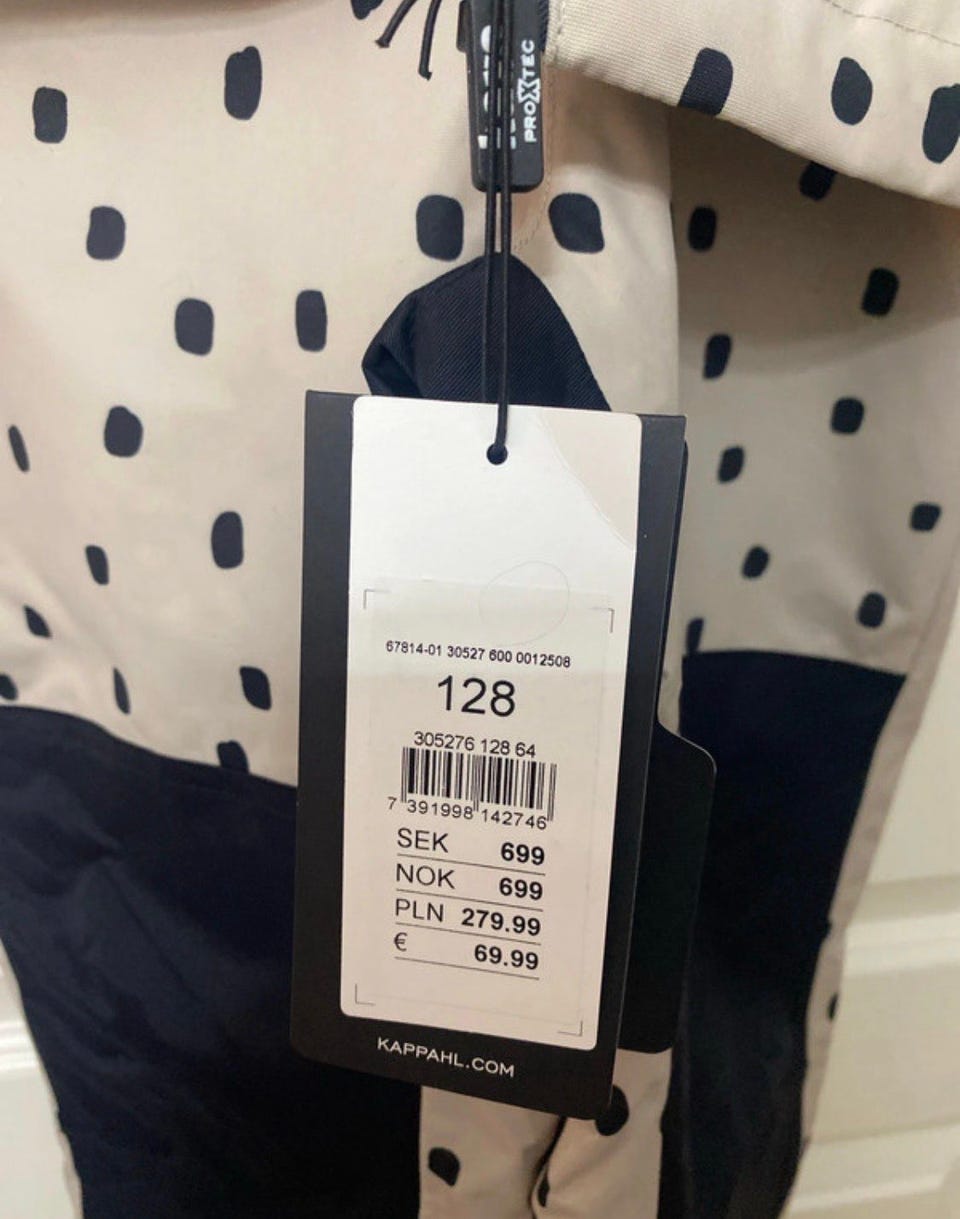 PROXTEC
67814-01 30527 600 0012508
128
305276 128 64
7 391998 142746
SEK 699
NOK 699
PLN 279.99
€ 69.99
KAPPAHL.COM